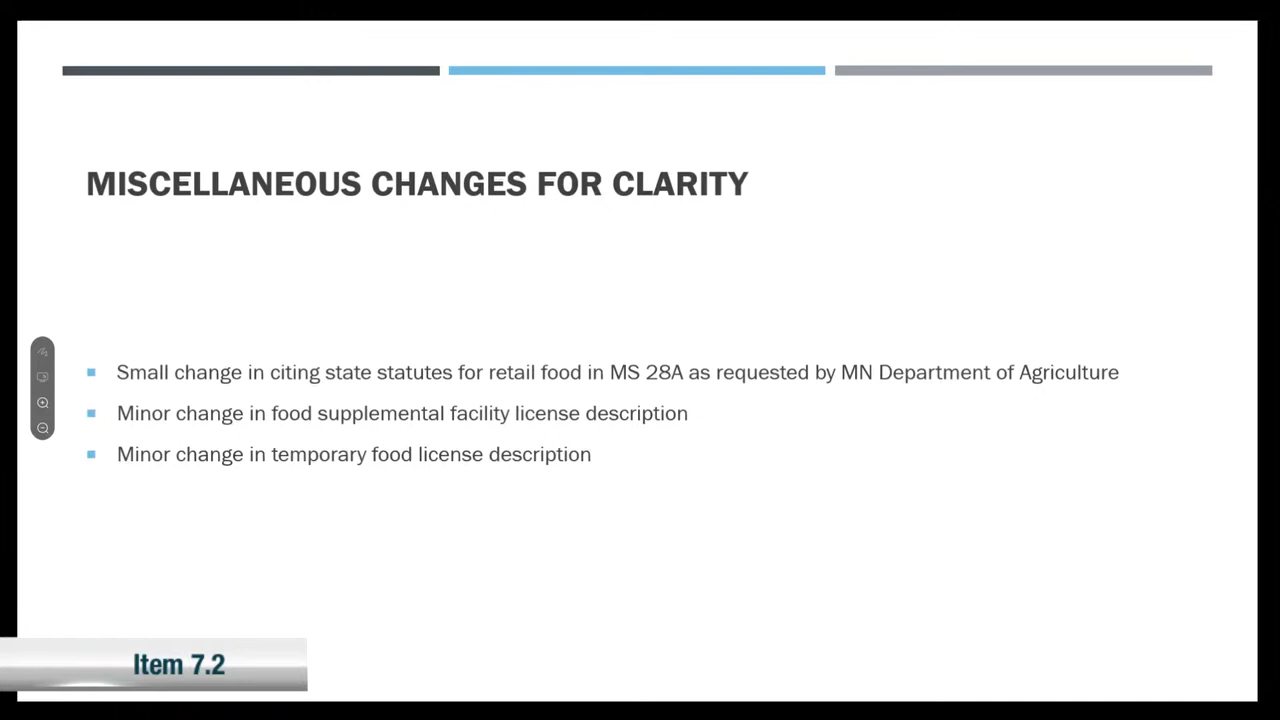 MISCELLANEOUS CHANGES FOR CLARITY
Small change in citing state statutes for retail food in MS 28A as requested by MN Department of Agriculture
Minor change in food supplemental facility license description
Minor change in temporary food license description
Item 7.2